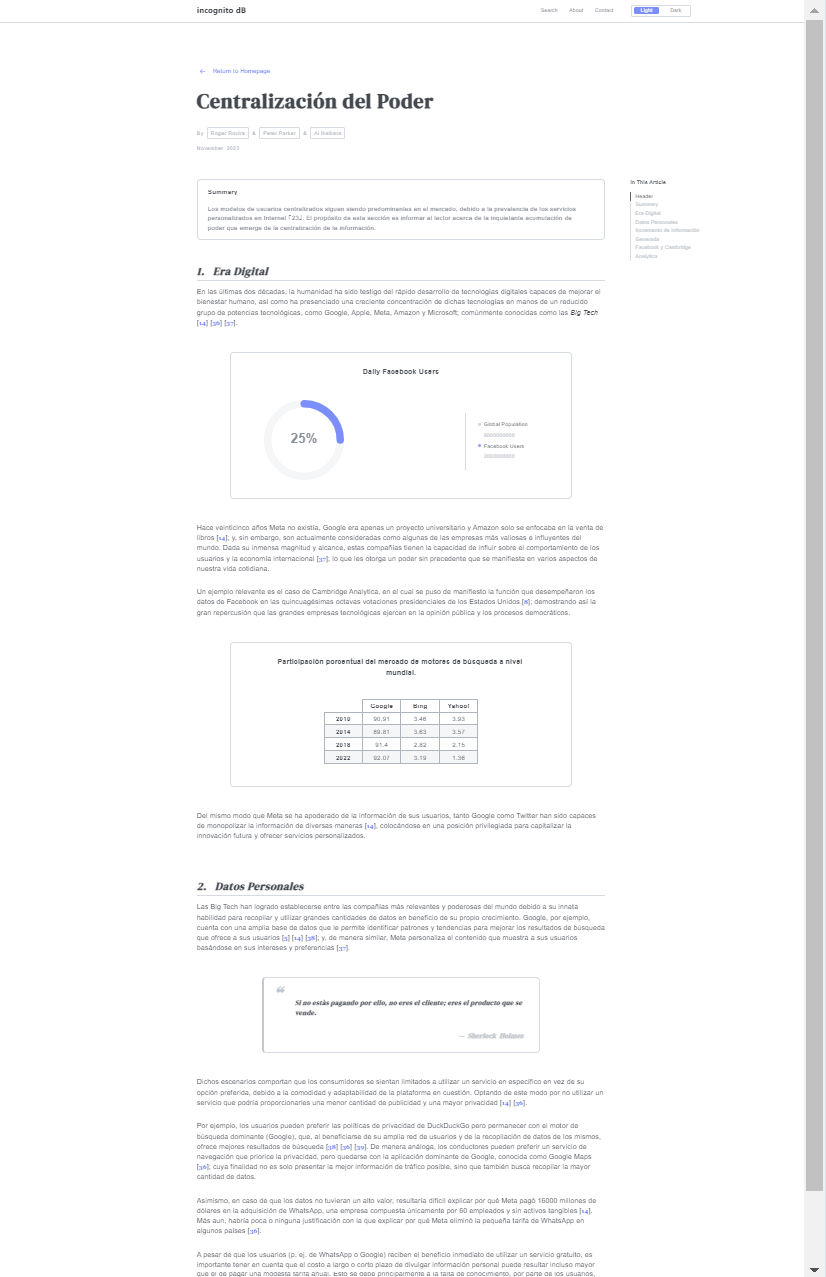 incognito dB
Search About Contact Light Dark
← Return to Homepage
Centralización del Poder
By Roger Rovira & Peter Parker & Al Kalbare
November 2023
Summary
Los modelos de usuarios centralizados siguen siendo predominantes en el mercado, debido a la prevalencia de los servicios
personalizados en Internet [23]. El propósito de esta sección es informar al lector acerca de la inquietante acumulación de
poder que emerge de la centralización de la información.
In This Article
Header
Summary
Era Digital
Datos Personales
Incremento de Información
Generada
Facebook y Cambridge
Analytica
1. Era Digital
En las últimas dos décadas, la humanidad ha sido testigo del rápido desarrollo de tecnologías digitales capaces de mejorar el
bienestar humano, así como ha presenciado una creciente concentración de dichas tecnologías en manos de un reducido
grupo de potencias tecnológicas, como Google, Apple, Meta, Amazon y Microsoft; comúnmente conocidas como las Big Tech
[14] [36] [37].
Daily Facebook Users
25%
Global Population
Facebook Users
Hace veinticinco años Meta no existía, Google era apenas un proyecto universitario y Amazon solo se enfocaba en la venta de
libros [14]; y, sin embargo, son actualmente consideradas como algunas de las empresas más valiosas e influyentes del
mundo. Dada su inmensa magnitud y alcance, estas compañías tienen la capacidad de influir sobre el comportamiento de los
usuarios y la economía internacional [37]; lo que les otorga un poder sin precedente que se manifiesta en varios aspectos de
nuestra vida cotidiana.
Un ejemplo relevante es el caso de Cambridge Analytica, en el cual se puso de manifiesto la función que desempeñaron los
datos de Facebook en las quincuagésimas octavas votaciones presidenciales de los Estados Unidos [8]; demostrando así la
gran repercusión que las grandes empresas tecnológicas ejercen en la opinión pública y los procesos democráticos.
Participación porcentual del mercado de motores de búsqueda a nivel
mundial.
Google Bing Yahoo!
2010 90.91 3.48 3.93
2014 89.81 3.63 3.57
2018 91.4 2.82 2.15
2022 92.07 3.19 1.38
Del mismo modo que Meta se ha apoderado de la información de sus usuarios, tanto Google como Twitter han sido capaces
de monopolizar la información de diversas maneras [14], colocándose en una posición privilegiada para capitalizar la
innovación futura y ofrecer servicios personalizados.
2. Datos Personales
Las Big Tech han logrado establecerse entre las compañías más relevantes y poderosas del mundo debido a su innata
habilidad para recopilar y utilizar grandes cantidades de datos en beneficio de su propio crecimiento. Google, por ejemplo,
cuenta con una amplia base de datos que le permite identificar patrones y tendencias para mejorar los resultados de búsqueda
que ofrece a sus usuarios [5] [14] [38]; y, de manera similar, Meta personaliza el contenido que muestra a sus usuarios
basándose en sus intereses y preferencias [37].
“
Si no estás pagando por ello, no eres el cliente; eres el producto que se
vende.
— Sherlock Holmes
Dichos escenarios comportan que los consumidores se sientan limitados a utilizar un servicio en específico en vez de su
opción preferida, debido a la comodidad y adaptabilidad de la plataforma en cuestión. Optando de este modo por no utilizar un
servicio que podría proporcionarles una menor cantidad de publicidad y una mayor privacidad [14] [36].
Por ejemplo, los usuarios pueden preferir las políticas de privacidad de DuckDuckGo pero permanecer con el motor de
búsqueda dominante (Google), que, al beneficiarse de su amplia red de usuarios y de la recopilación de datos de los mismos,
ofrece mejores resultados de búsqueda [38] [36] [39]. De manera análoga, los conductores pueden preferir un servicio de
navegación que priorice la privacidad, pero quedarse con la aplicación dominante de Google, conocida como Google Maps
[36]; cuya finalidad no es solo presentar la mejor información de tráfico posible, sino que también busca recopilar la mayor
cantidad de datos.
Asimismo, en caso de que los datos no tuvieran un alto valor, resultaría difícil explicar por qué Meta pagó 16000 millones de
dólares en la adquisición de WhatsApp, una empresa compuesta únicamente por 60 empleados y sin activos tangibles [14].
Más aun, habría poca o ninguna justificación con la que explicar por qué Meta eliminó la pequeña tarifa de WhatsApp en
algunos países [36].
A pesar de que los usuarios (p. ej. de WhatsApp o Google) reciben el beneficio inmediato de utilizar un servicio gratuito, es
importante tener en cuenta que el costo a largo o corto plazo de divulgar información personal puede resultar incluso mayor
que el de pagar una modesta tarifa anual. Esto se debe principalmente a la falta de conocimiento, por parte de los usuarios,